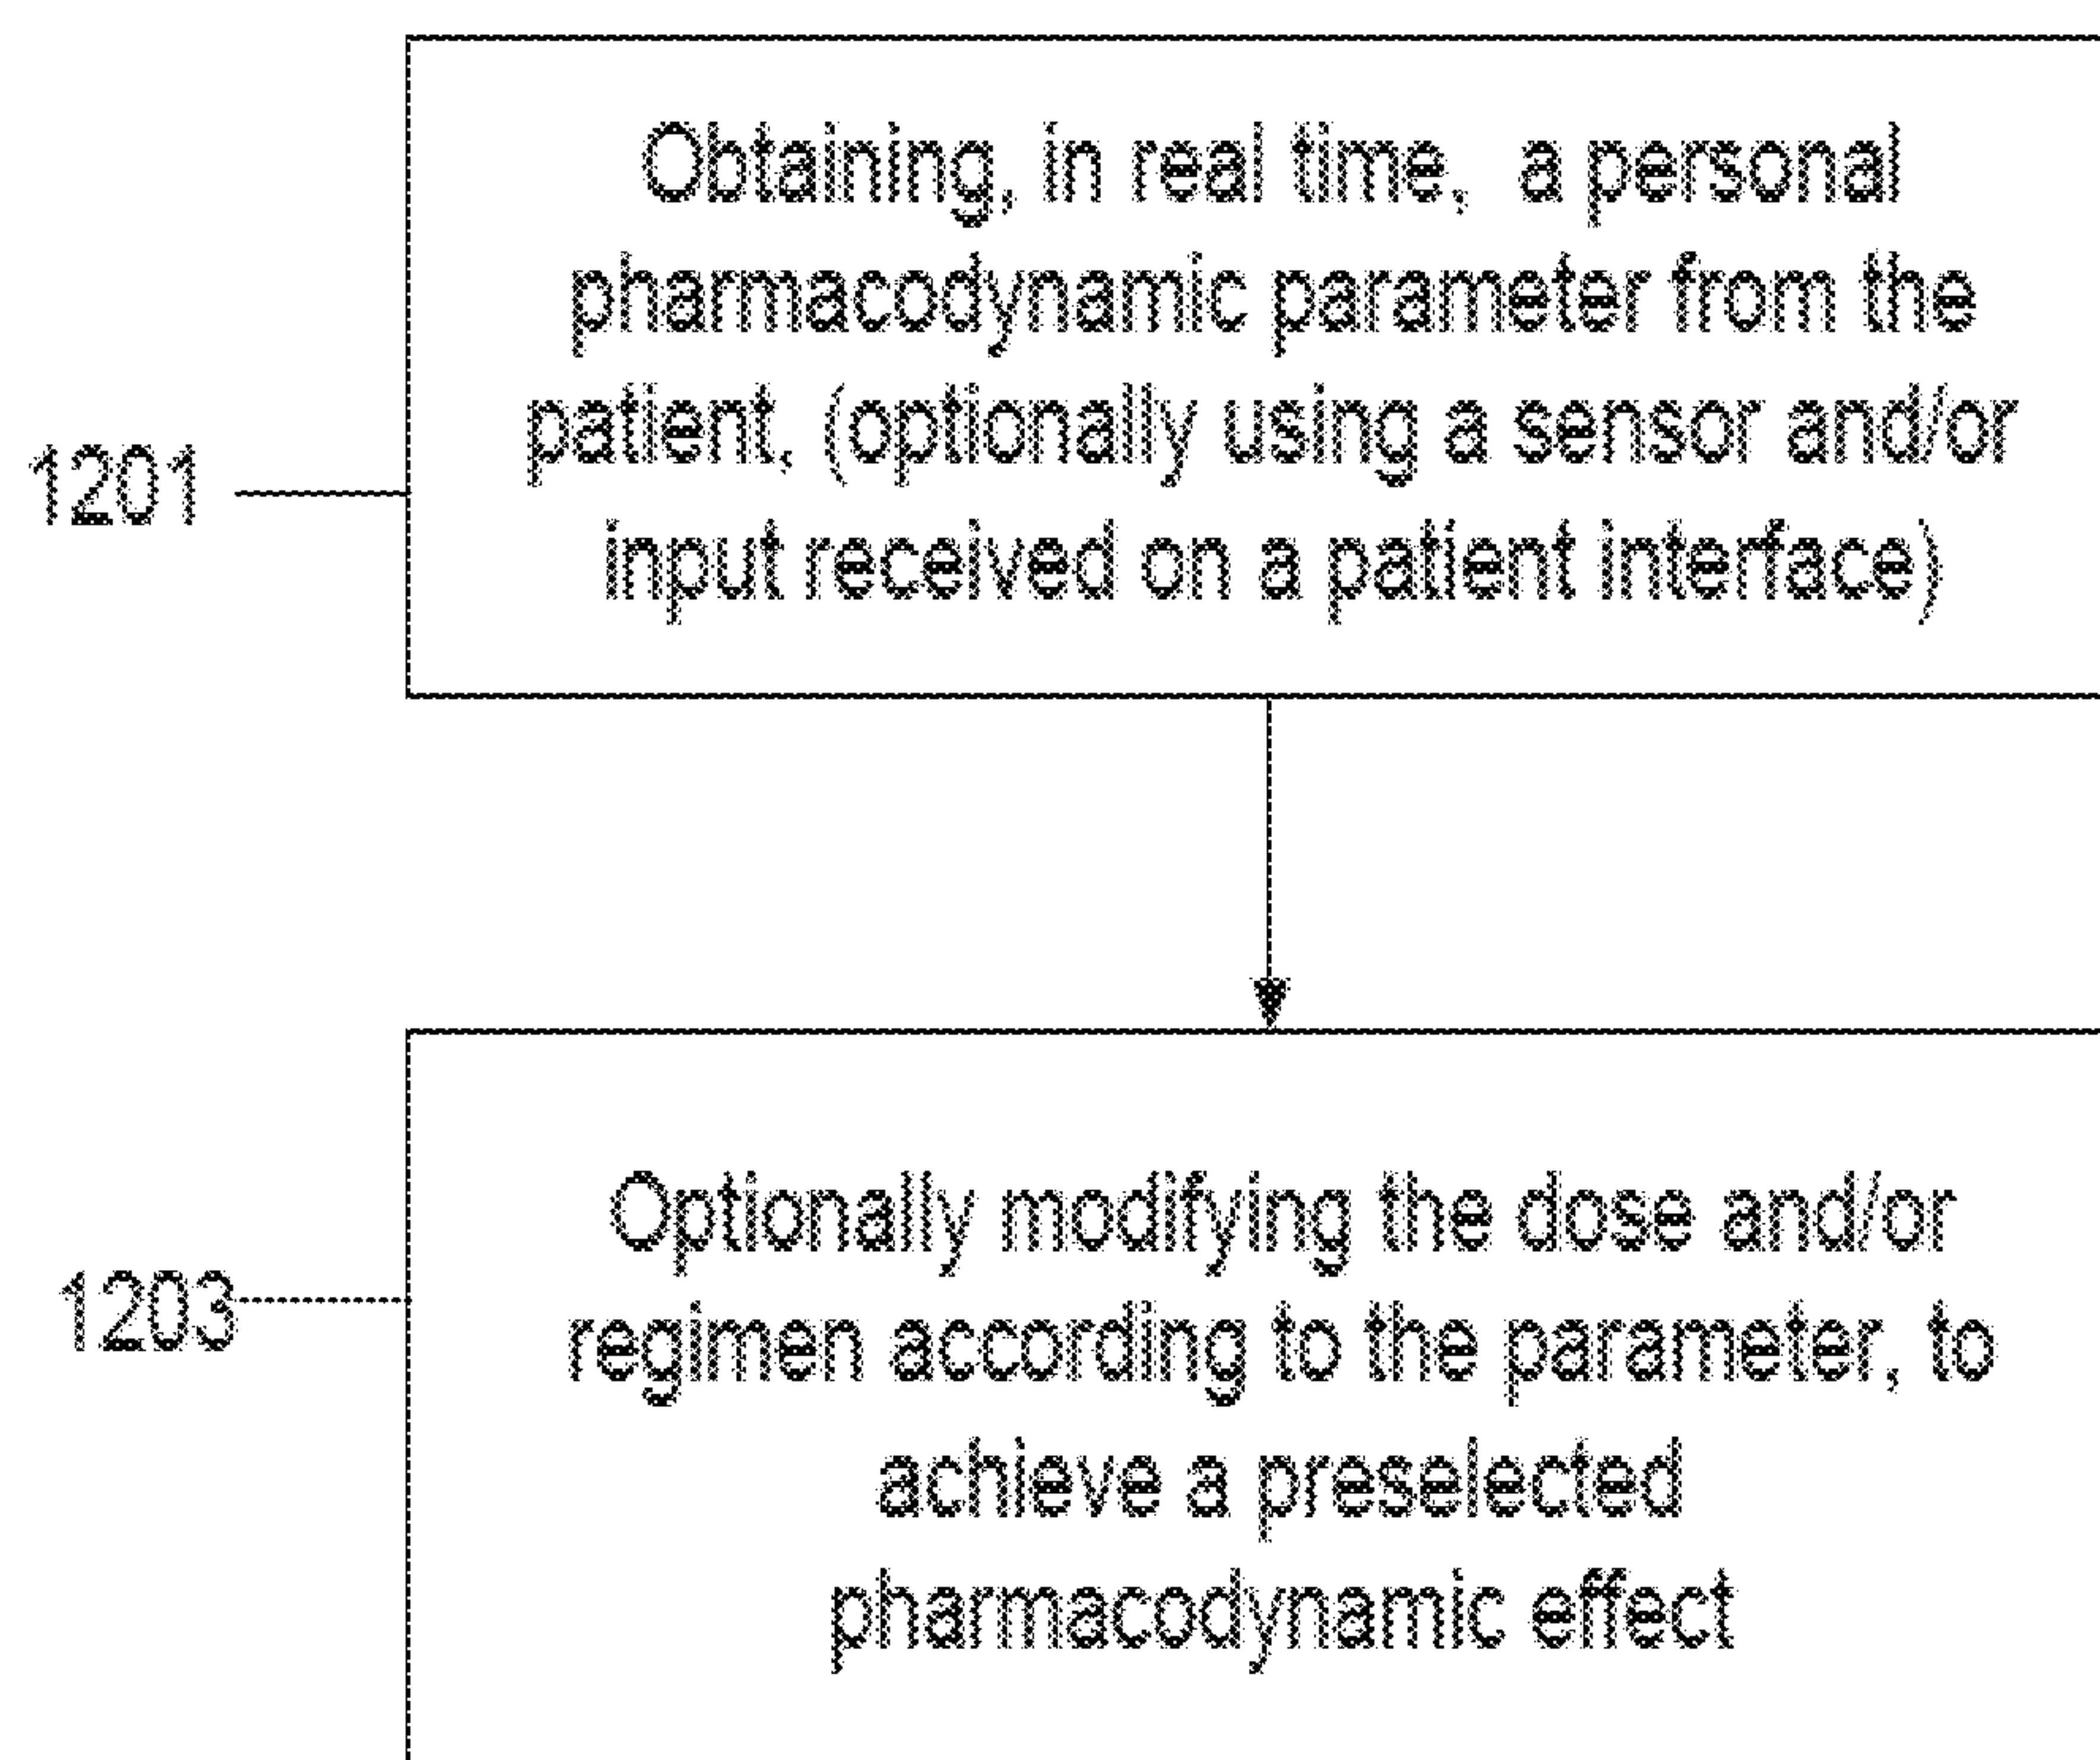 Obtaining, in real time, a personal
pharmacodynamic parameter from the
patient, (optionally using a sensor and/or
input received on a patient interface)
1201
Optionally modifying the dose and/or
regimen according to the parameter, to
achieve a preselected
pharmacodynamic effect
1203